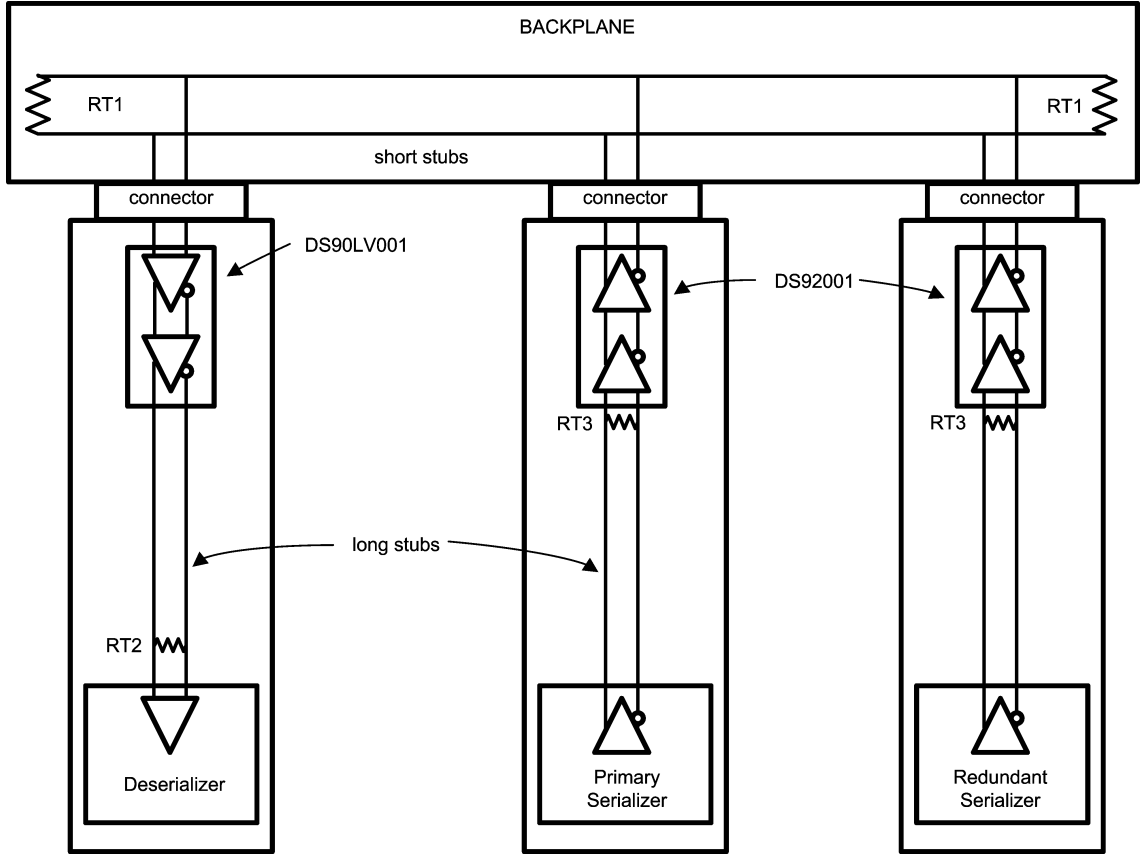 BACKPLANE
RT1
RT1
short stubs
connector
connector
connector
DS90LV001
DS92001
RT3
RT3
long stubs
RT2
Deserializer
Primary
Serializer
Redundant
Serializer